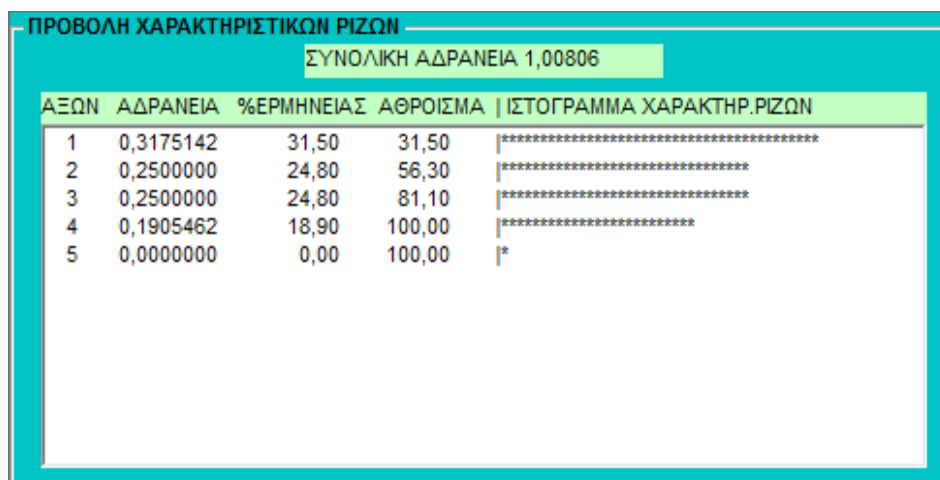 ΠΡΟΒΟΛΗ ΧΑΡΑΚΤΗΡΙΣΤΙΚΩΝ ΡΙΖΩΝ
ΣΥΝΟΛΙΚΗ ΑΔΡΑΝΕΙΑ 1,00806
ΑΞΩΝ ΑΔΡΑΝΕΙΑ %ΕΡΜΗΝΕΙΑΣ ΑΘΡΟΙΣΜΑ | ΙΣΤΟΓΡΑΜΜΑ ΧΑΡΑΚΤΗΡ.ΡΙΖΩΝ
1 0,3175142 31,50 31,50 |*****************************************
2 0,2500000 24,80 56,30 |********************************
3 0,2500000 24,80 81,10 |********************************
4 0,1905462 18,90 100,00 |*************************
5 0,0000000 0,00 100,00 |*